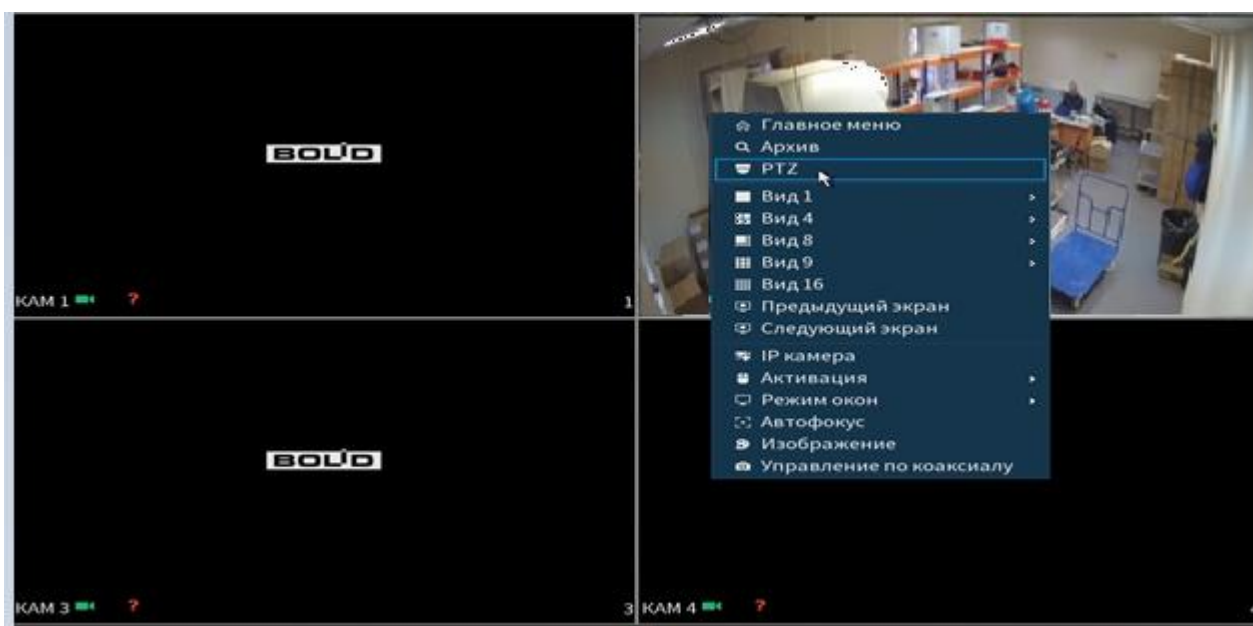 BOLID
КАМ 1 ? 1
Главное меню
Архив
PTZ
Вид 1
Вид 4
Вид 8
Вид 9
Вид 16
Предыдущий экран
Следующий экран
IP камера
Активация
Режим окон
Автофокус
Изображение
Управление по коаксиалу
BOLID
КАМ 3 ? 3
КАМ 4 ?